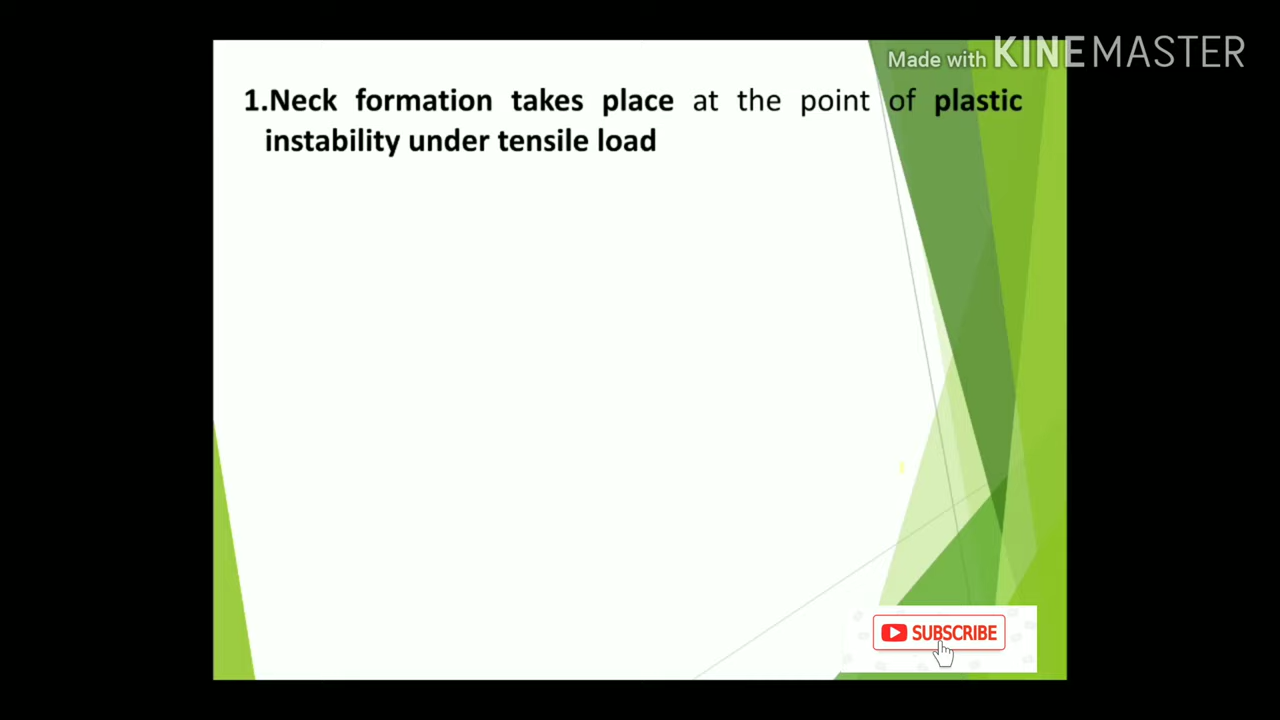 Made with KINEMASTER
1.Neck formation takes place at the point of plastic
instability under tensile load
SUBSCRIBE